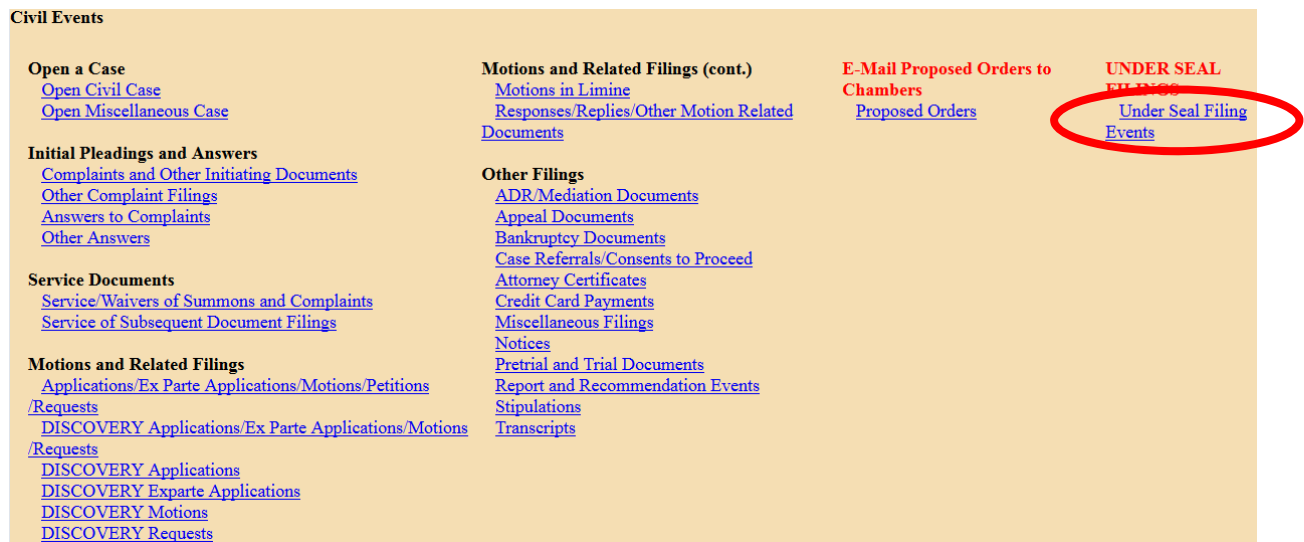 Civil Events
Open a Case
Open Civil Case
Open Miscellaneous Case
Initial Pleadings and Answers
Complaints and Other Initiating Documents
Other Complaint Filings
Answers to Complaints
Other Answers
Service Documents
Service/Waivers of Summons and Complaints
Service of Subsequent Document Filings
Motions and Related Filings
Applications/Ex Parte Applications/Motions/Petitions
/Requests
DISCOVERY Applications/Ex Parte Applications/Motions
/Requests
DISCOVERY Applications
DISCOVERY Exparte Applications
DISCOVERY Motions
DISCOVERY Requests
Motions and Related Filings (cont.)
Motions in Limine
Responses/Replies/Other Motion Related
Documents
Other Filings
ADR/Mediation Documents
Appeal Documents
Bankruptcy Documents
Case Referrals/Consents to Proceed
Attorney Certificates
Credit Card Payments
Miscellaneous Filings
Notices
Pretrial and Trial Documents
Report and Recommendation Events
Stipulations
Transcripts
E-Mail Proposed Orders to
Chambers
Proposed Orders
UNDER SEAL
FILINGS
Under Seal Filing
Events